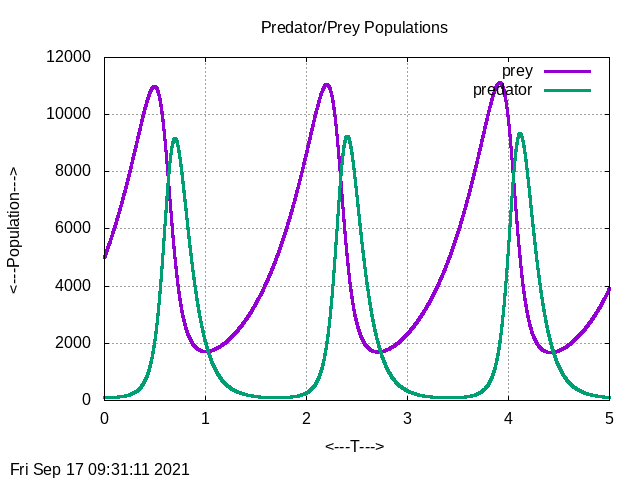 Predator/Prey Populations
12000
10000
8000
6000
4000
2000
0
<---Population--->
prey
predator
0 1 2 3 4 5
<---T--->
Fri Sep 17 09:31:11 2021